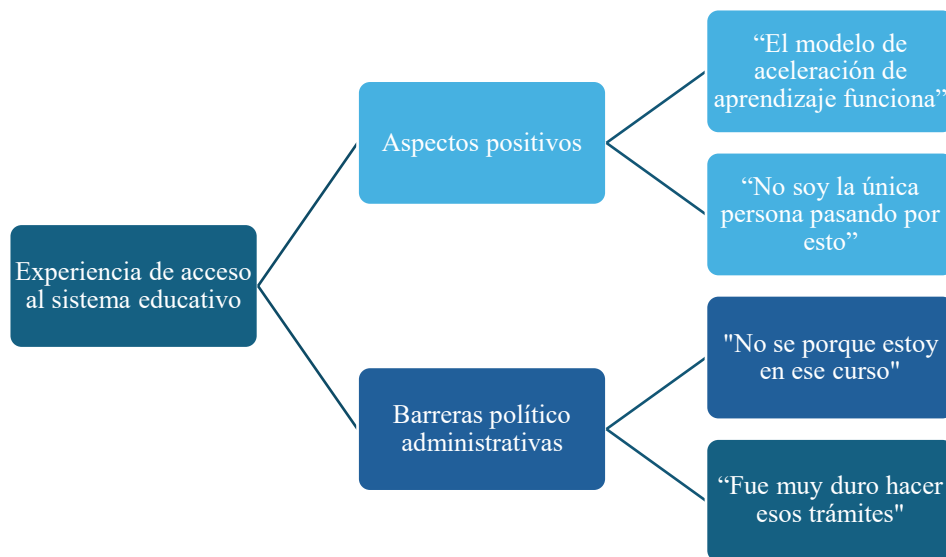 “El modelo de
aceleración de
aprendizaje funciona”
Aspectos positivos
“No soy la única
persona pasando por
esto”
Experiencia de acceso
al sistema educativo
"No se porque estoy
en ese curso"
Barreras político
administrativas
“Fue muy duro hacer
esos trámites"